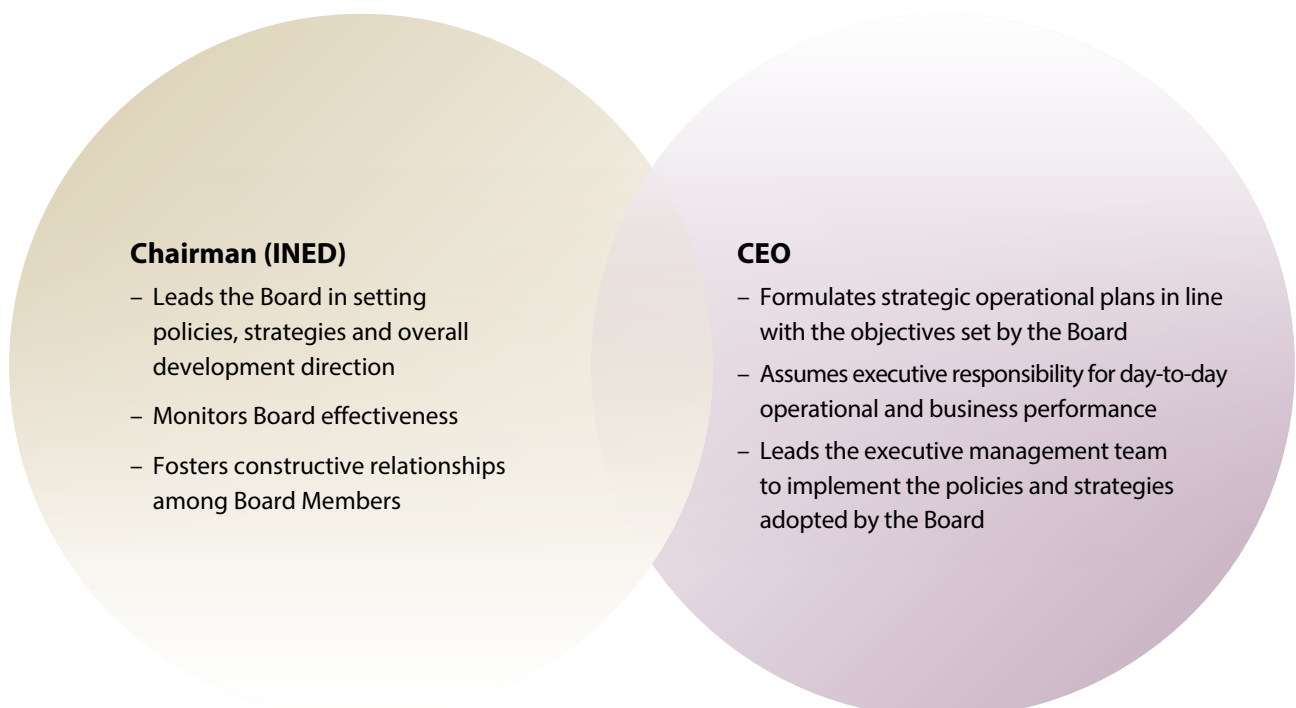 Chairman (INED)
– Leads the Board in setting
policies, strategies and overall
development direction
– Monitors Board effectiveness
– Fosters constructive relationships
among Board Members
CEO
– Formulates strategic operational plans in line
with the objectives set by the Board
– Assumes executive responsibility for day-to-day
operational and business performance
– Leads the executive management team
to implement the policies and strategies
adopted by the Board